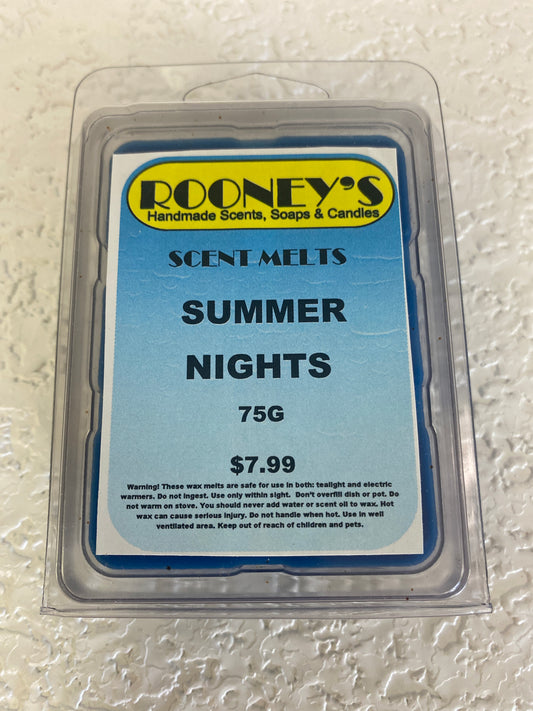 ROONEY'S
Handmade Scents, Soaps & Candles
SCENT MELTS
SUMMER
NIGHTS
75G
$7.99
Warning! These wax melts are safe for use in both: tealight and electric
warmers. Do not ingest. Use only within sight. Don't overfill dish or pot. Do
not warm on stove. You should never add water or scent oil to wax. Hot
wax can cause serious injury. Do not handle when hot. Use in well
ventilated area. Keep out of reach of children and pets.